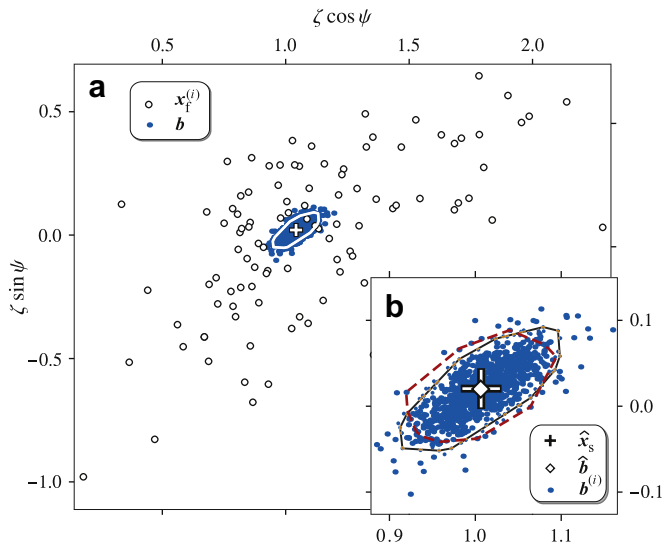 ζ cos ψ
0.5 1.0 1.5 2.0
a
x_f^(i)
b
0.5
0.0
−0.5
−1.0
ζ sin ψ
b
0.1
0.0
−0.1
x̂_s
b̂
b^(i)
0.9 1.0 1.1